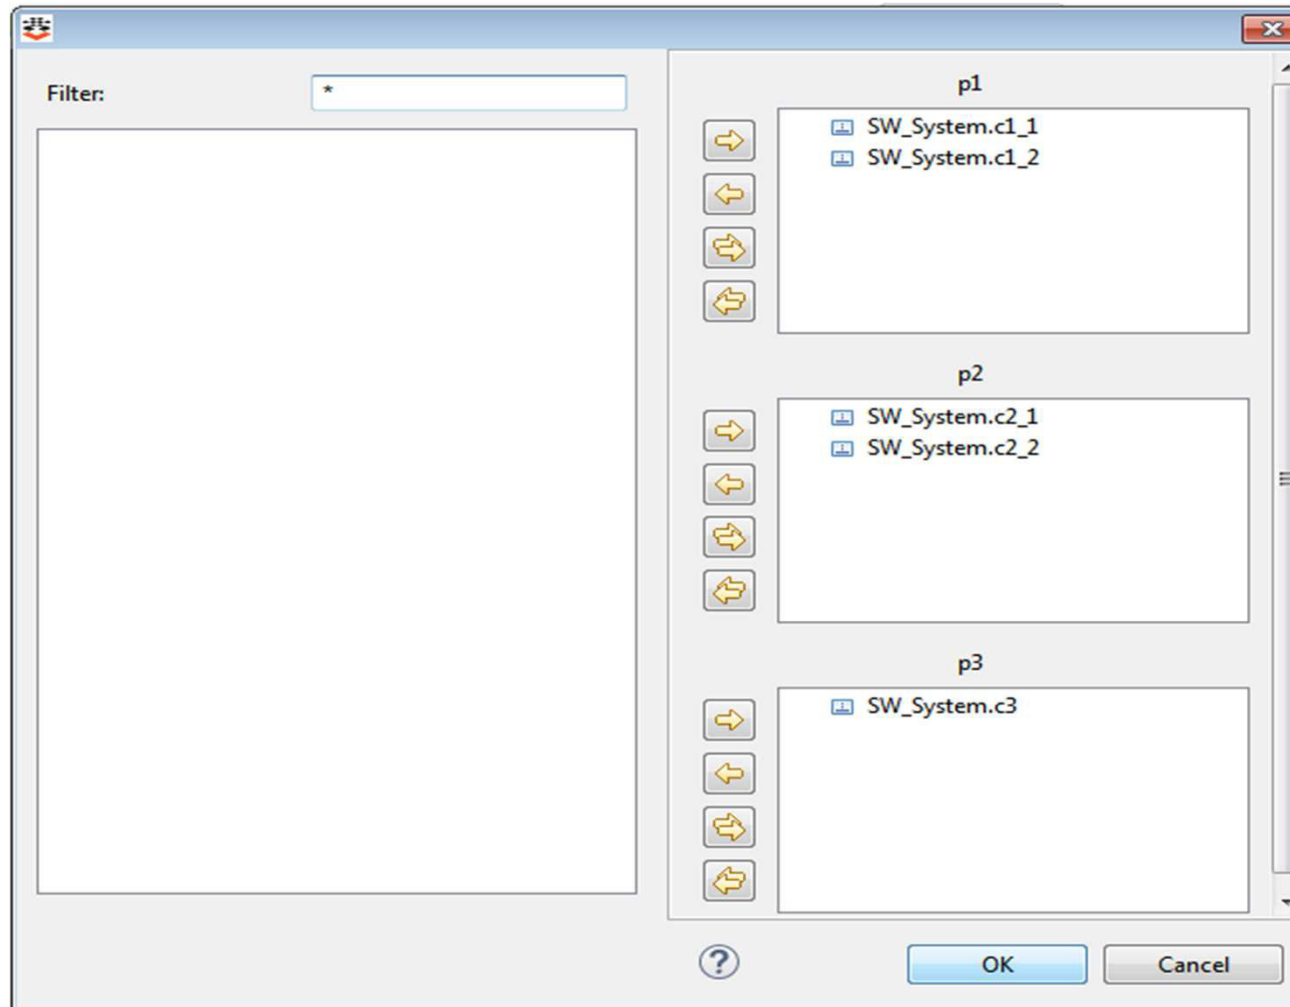 Filter:
*
p1
SW_System.c1_1
SW_System.c1_2
p2
SW_System.c2_1
SW_System.c2_2
p3
SW_System.c3
?
OK
Cancel